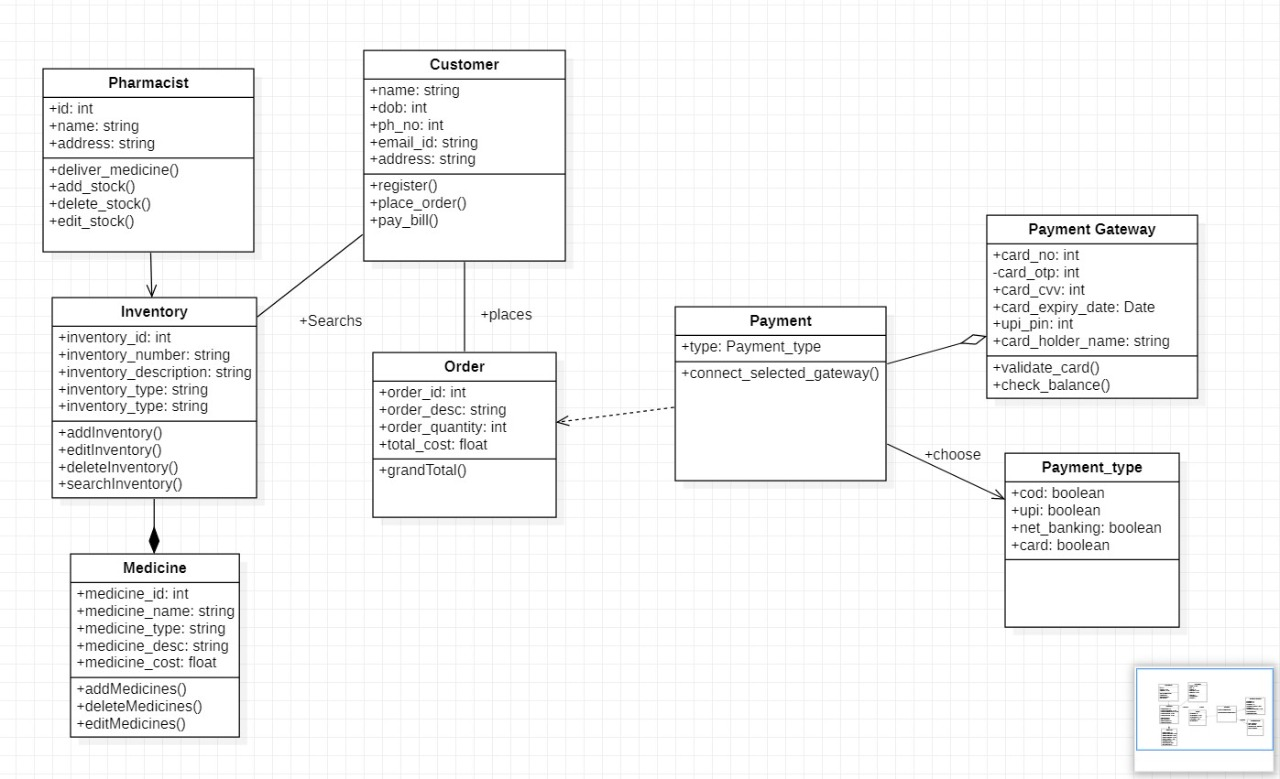 Pharmacist
+id: int
+name: string
+address: string
+deliver_medicine()
+add_stock()
+delete_stock()
+edit_stock()
Customer
+name: string
+dob: int
+ph_no: int
+email_id: string
+address: string
+register()
+place_order()
+pay_bill()
Inventory
+inventory_id: int
+inventory_number: string
+inventory_description: string
+inventory_type: string
+inventory_type: string
+addInventory()
+editInventory()
+deleteInventory()
+searchInventory()
+Searchs
+places
Order
+order_id: int
+order_desc: string
+order_quantity: int
+total_cost: float
+grandTotal()
Payment
+type: Payment_type
+connect_selected_gateway()
Payment Gateway
+card_no: int
-card_otp: int
+card_cvv: int
+card_expiry_date: Date
+upi_pin: int
+card_holder_name: string
+validate_card()
+check_balance()
+choose
Payment_type
+cod: boolean
+upi: boolean
+net_banking: boolean
+card: boolean
Medicine
+medicine_id: int
+medicine_name: string
+medicine_type: string
+medicine_desc: string
+medicine_cost: float
+addMedicines()
+deleteMedicines()
+editMedicines()